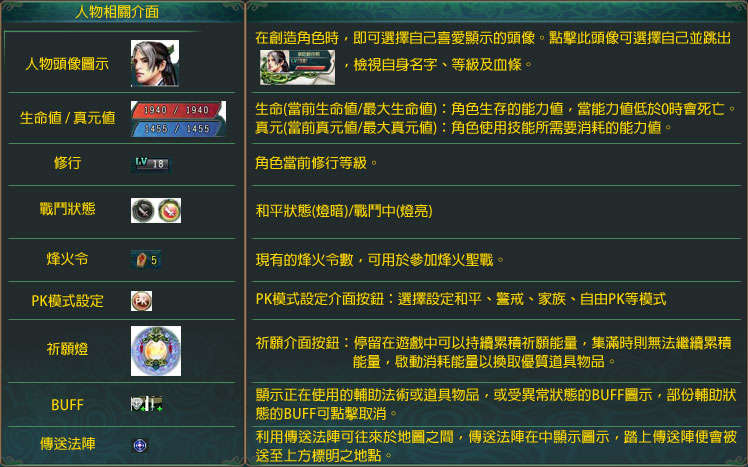 人物相關介面
人物頭像圖示
在創造角色時，即可選擇自己喜愛顯示的頭像。點擊此頭像可選擇自己並跳出
LV 18
，檢視自身名字、等級及血條。
生命值 / 真元值
1940 / 1940
1455 / 1455
生命(當前生命值/最大生命值)：角色生存的能力值，當能力值低於0時會死亡。
真元(當前真元值/最大真元值)：角色使用技能所需要消耗的能力值。
修行
LV 18
角色當前修行等級。
戰鬥狀態
和平狀態(燈暗)/戰鬥中(燈亮)
烽火令
5
現有的烽火令數，可用於參加烽火聖戰。
PK模式設定
PK
PK模式設定介面按鈕：選擇設定和平、警戒、家族、自由PK等模式
祈願燈
祈願介面按鈕：停留在遊戲中可以持續累積祈願能量，集滿時則無法繼續累積
能量，啟動消耗能量以換取優質道具物品。
BUFF
顯示正在使用的輔助法術或道具物品，或受異常狀態的BUFF圖示，部份輔助狀
態的BUFF可點擊取消。
傳送法陣
利用傳送法陣可往來於地圖之間，傳送法陣在中顯示圖示，踏上傳送陣便會被
送至上方標明之地點。